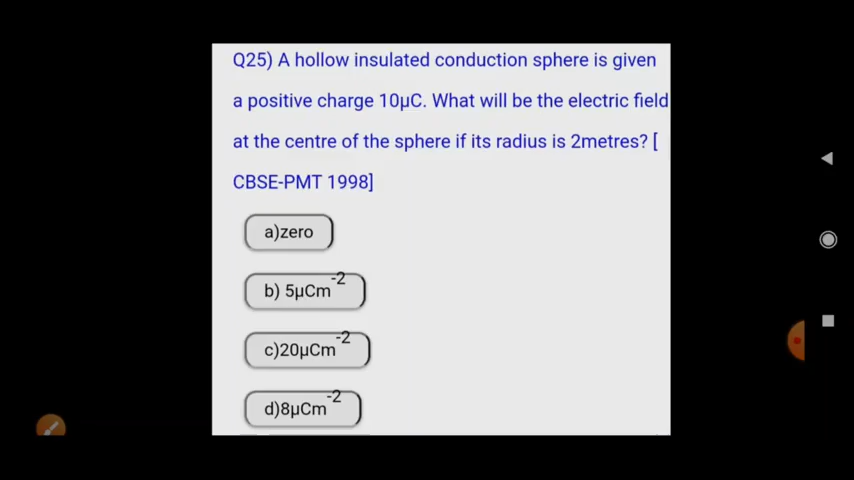 Q25) A hollow insulated conduction sphere is given
a positive charge 10μC. What will be the electric field
at the centre of the sphere if its radius is 2metres? [
CBSE-PMT 1998]
a)zero
b) 5μCm-2
c)20μCm-2
d)8μCm-2